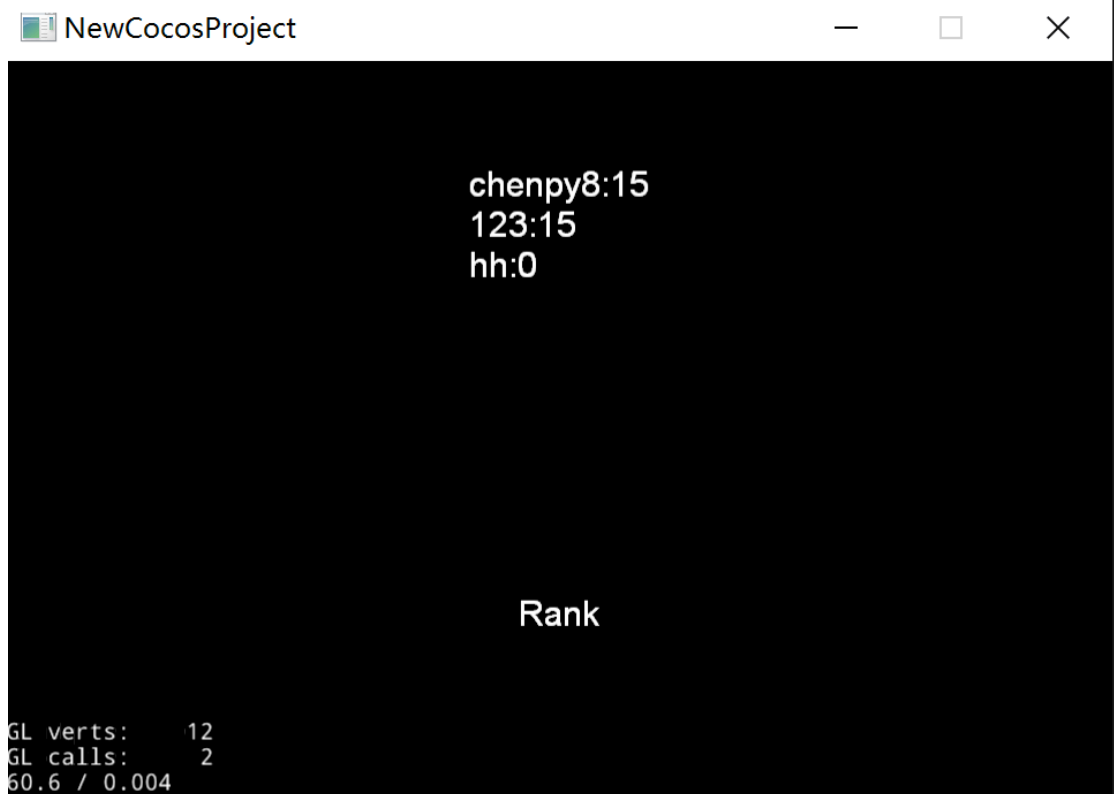 NewCocosProject
chenpy8:15
123:15
hh:0
Rank
GL verts: 12
GL calls: 2
60.6 / 0.004